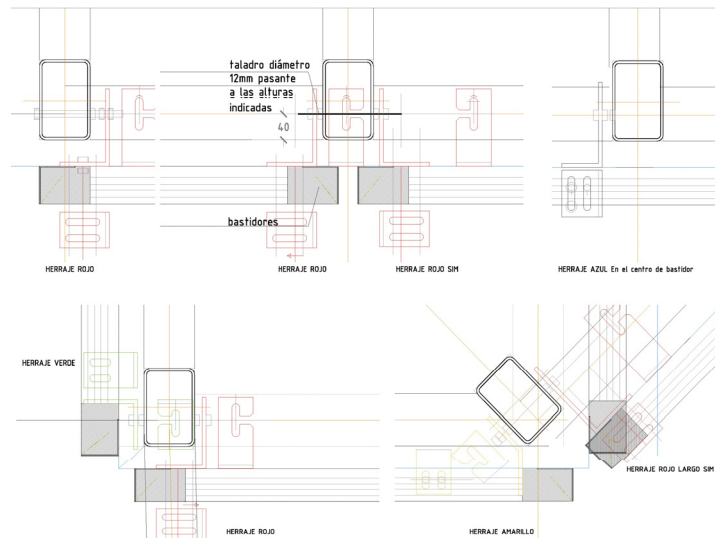 taladro diámetro
12mm pasante
a las alturas
indicadas
40
bastidores
HERRAJE ROJO
HERRAJE ROJO
HERRAJE ROJO SIM
HERRAJE AZUL En el centro de bastidor
HERRAJE VERDE
HERRAJE ROJO
HERRAJE ROJO LARGO SIM
HERRAJE AMARILLO